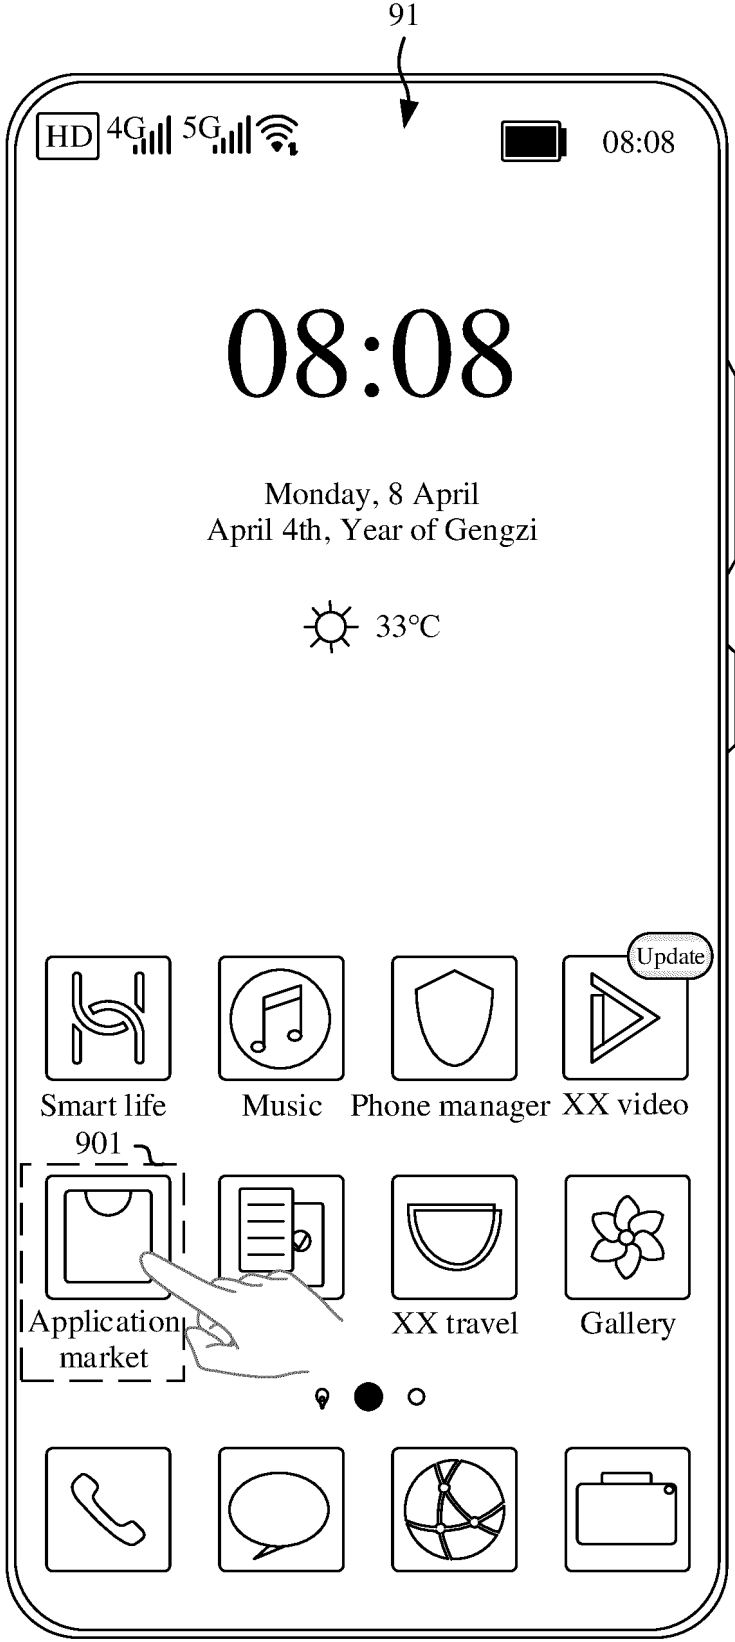 91
HD 4G 5G 08:08
08:08
Monday, 8 April
April 4th, Year of Gengzi
33°C
Update
Smart life Music Phone manager XX video
901
Application XX travel Gallery
market